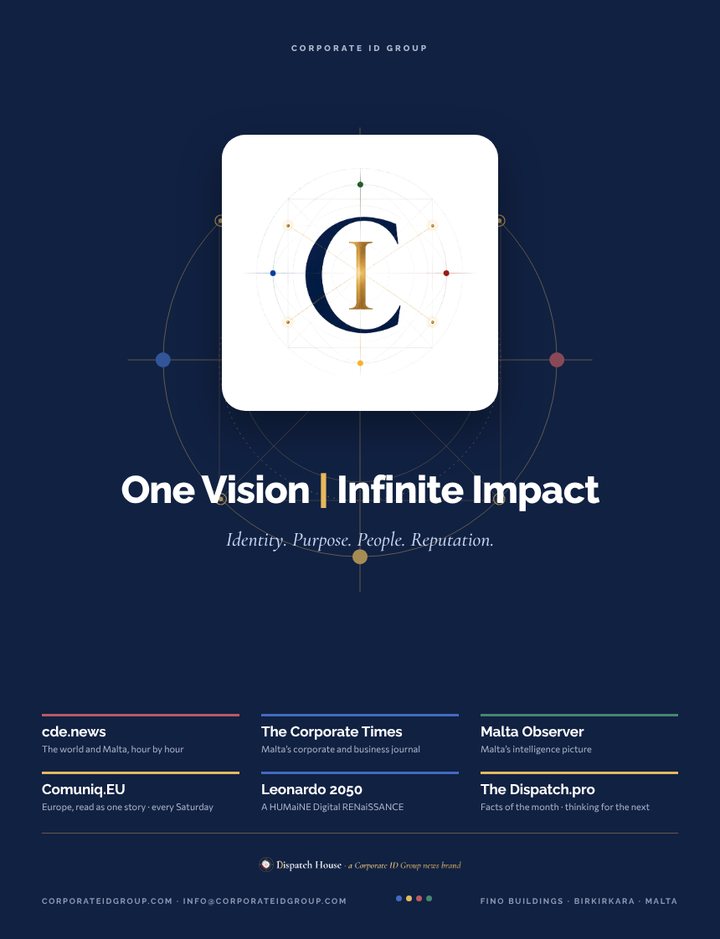 CORPORATE ID GROUP
CI
One Vision | Infinite Impact
Identity. Purpose. People. Reputation.
cde.news
The world and Malta, hour by hour
The Corporate Times
Malta's corporate and business journal
Malta Observer
Malta's intelligence picture
Comuniq.EU
Europe, read as one story · every Saturday
Leonardo 2050
A HUMaiNE Digital RENaiSSANCE
The Dispatch.pro
Facts of the month · thinking for the next
Dispatch House · a Corporate ID Group news brand
CORPORATEIDGROUP.COM · INFO@CORPORATEIDGROUP.COM
FINO BUILDINGS · BIRKIRKARA · MALTA